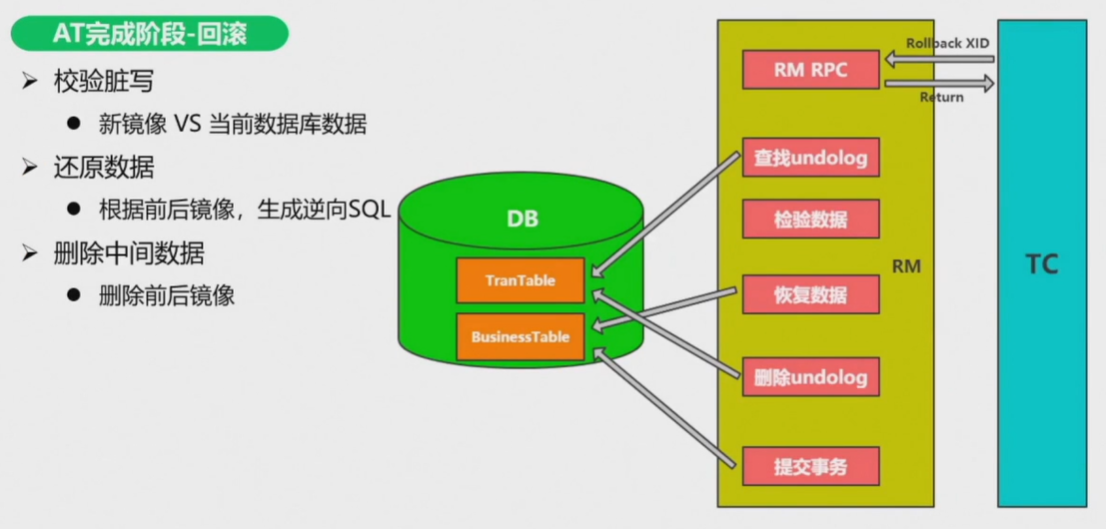 AT完成阶段-回滚
校验脏写
新镜像 VS 当前数据库数据
还原数据
根据前后镜像，生成逆向SQL
删除中间数据
删除前后镜像
DB
TranTable
BusinessTable
RM RPC
查找undolog
检验数据
恢复数据
删除undolog
提交事务
RM
Rollback XID
Return
TC